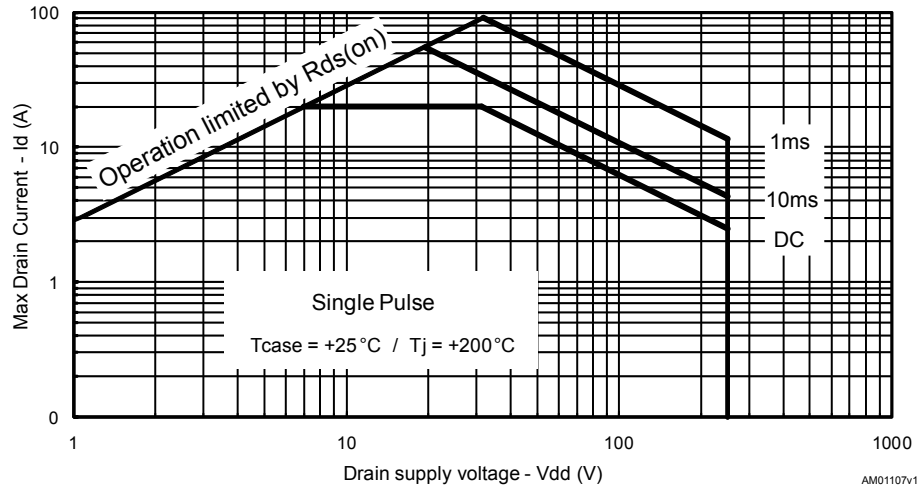 100
10
1
0
Max Drain Current - Id (A)
Operation limited by Rds(on)
1ms
10ms
DC
Single Pulse
Tcase = +25°C / Tj = +200°C
1
10
100
1000
Drain supply voltage - Vdd (V)
AM01107v1